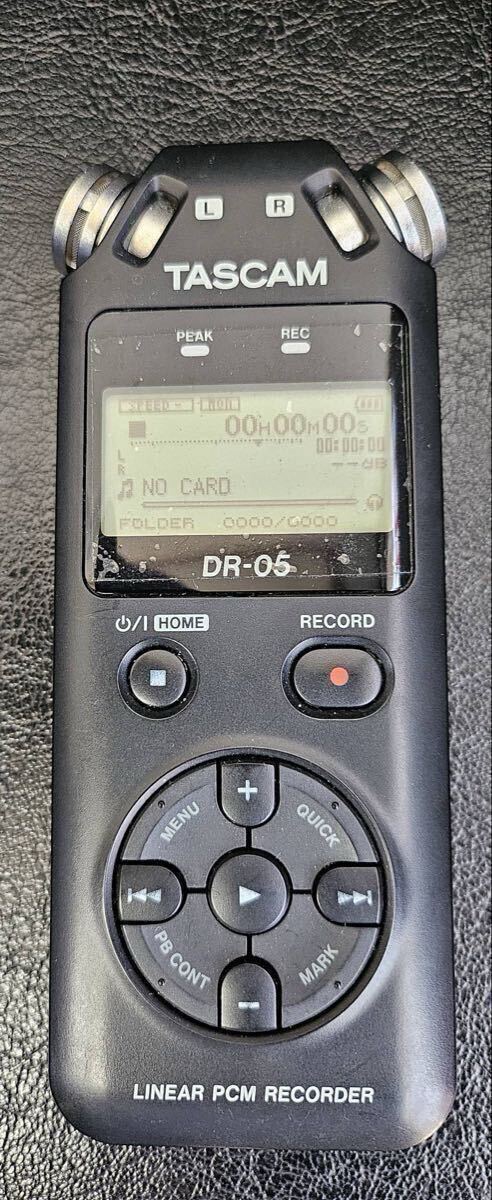 L R
TASCAM
PEAK REC
SPEED- MON
00H00M00S
L 00:00:00
R --dB
NO CARD
FOLDER 0000/0000
DR-05
⏻/I HOME RECORD
+
MENU QUICK
PB CONT MARK
−
LINEAR PCM RECORDER